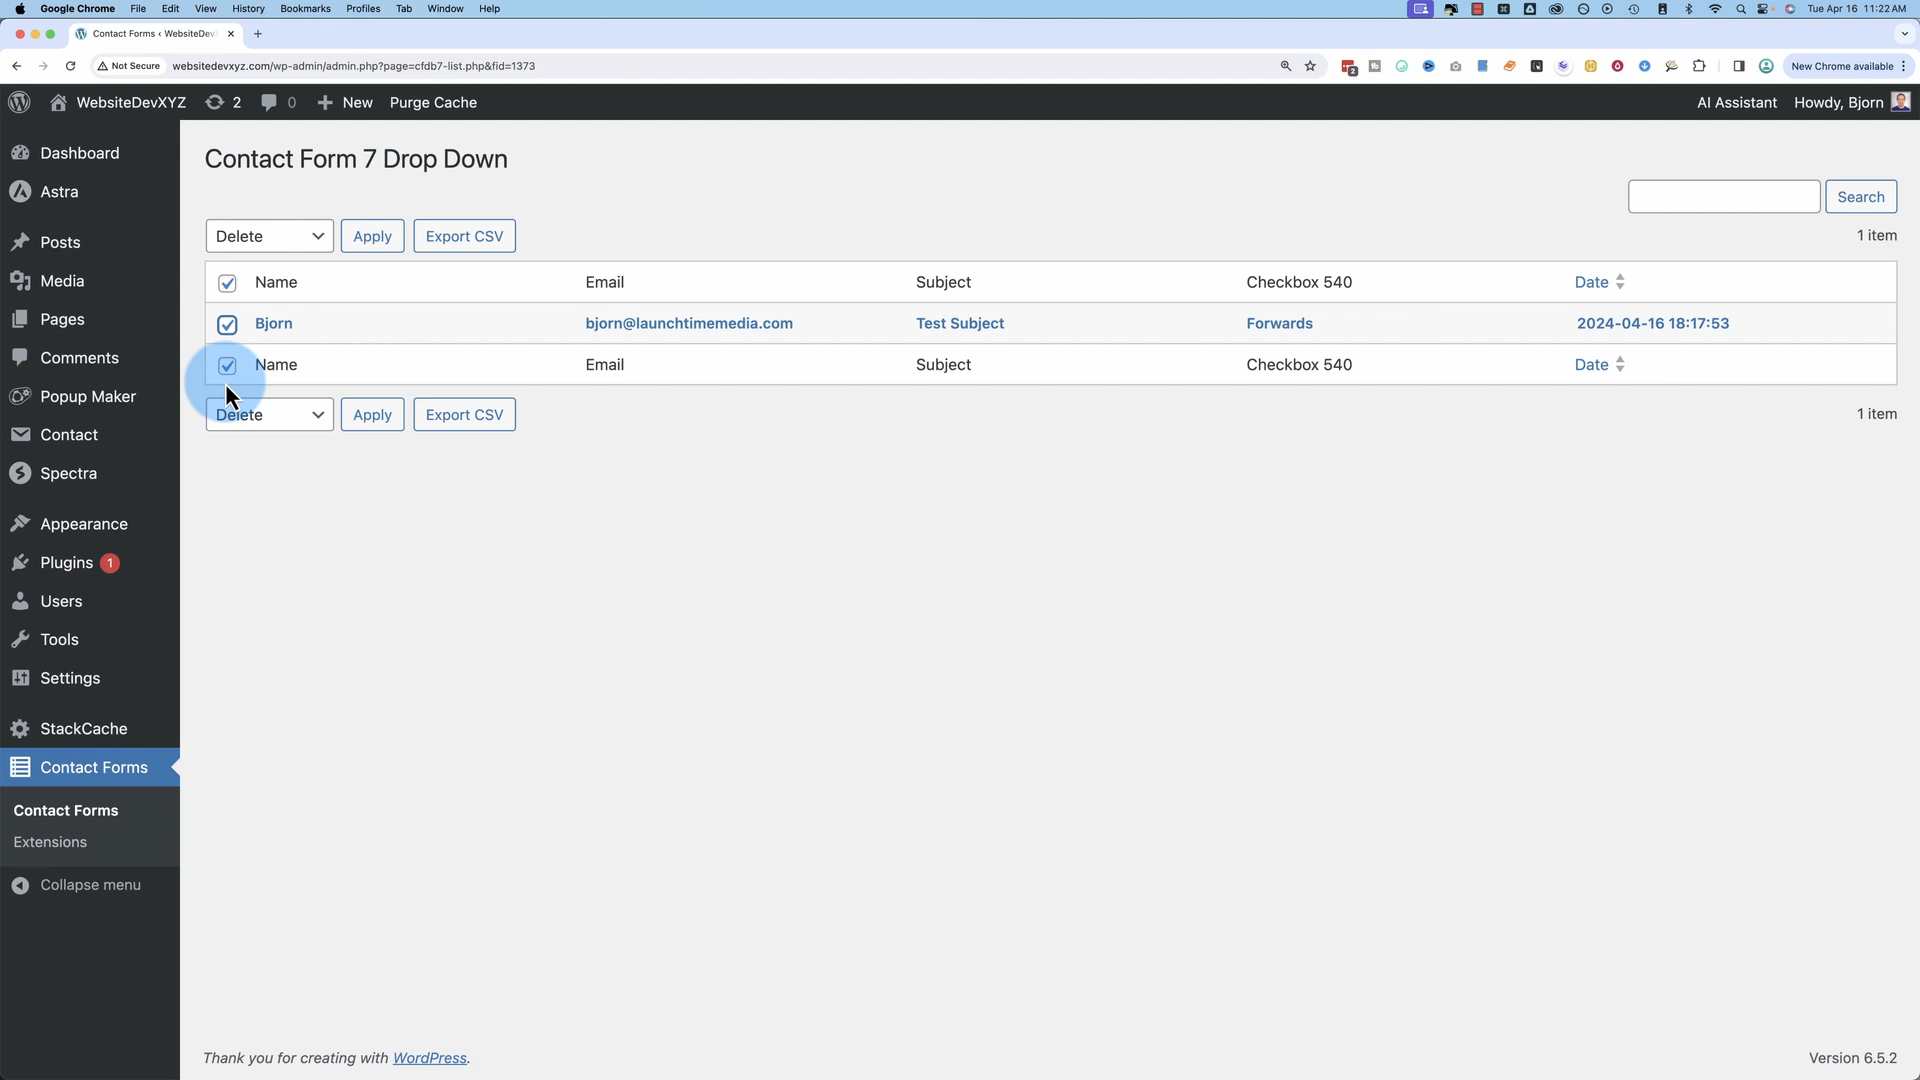 Google Chrome File Edit View History Bookmarks Profiles Tab Window Help Tue Apr 16 11:22 AM
Contact Forms ‹ WebsiteDev
Not Secure websitedevxyz.com/wp-admin/admin.php?page=cfdb7-list.php&fid=1373 2 New Chrome available
WebsiteDevXYZ 2 0 New Purge Cache AI Assistant Howdy, Bjorn
Dashboard
Astra
Posts
Media
Pages
Comments
Popup Maker
Contact
Spectra
Appearance
Plugins 1
Users
Tools
Settings
StackCache
Contact Forms
Contact Forms
Extensions
Collapse menu
Contact Form 7 Drop Down
Search
Delete Apply Export CSV 1 item
Name Email Subject Checkbox 540 Date
Bjorn bjorn@launchtimemedia.com Test Subject Forwards 2024-04-16 18:17:53
Name Email Subject Checkbox 540 Date
Delete Apply Export CSV 1 item
Thank you for creating with WordPress. Version 6.5.2